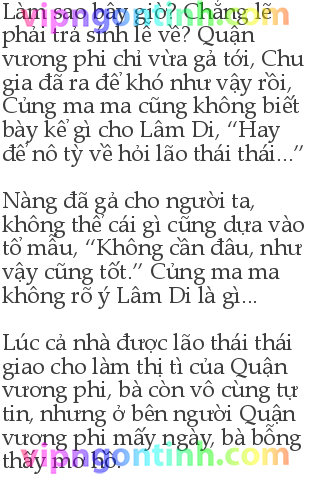 Làm sao bây giờ? Chẳng lẽ
phải trả sính lễ về? Quận
vương phi chỉ vừa gả tới, Chu
gia đã ra đề khó như vậy rồi,
Củng ma ma cũng không biết
bày kế gì cho Lâm Di, “Hay
để nô tỳ về hỏi lão thái thái...”
Nàng đã gả cho người ta,
không thể cái gì cũng dựa vào
tổ mẫu, “Không cần đâu, như
vậy cũng tốt.” Củng ma ma
không rõ ý Lâm Di là gì...
Lúc cả nhà được lão thái thái
giao cho làm thị tì của Quận
vương phi, bà còn vô cùng tự
tin, nhưng ở bên người Quận
vương phi mấy ngày, bà bỗng
thấy mơ hồ.
vipngontinh.com
vipngontinh.com